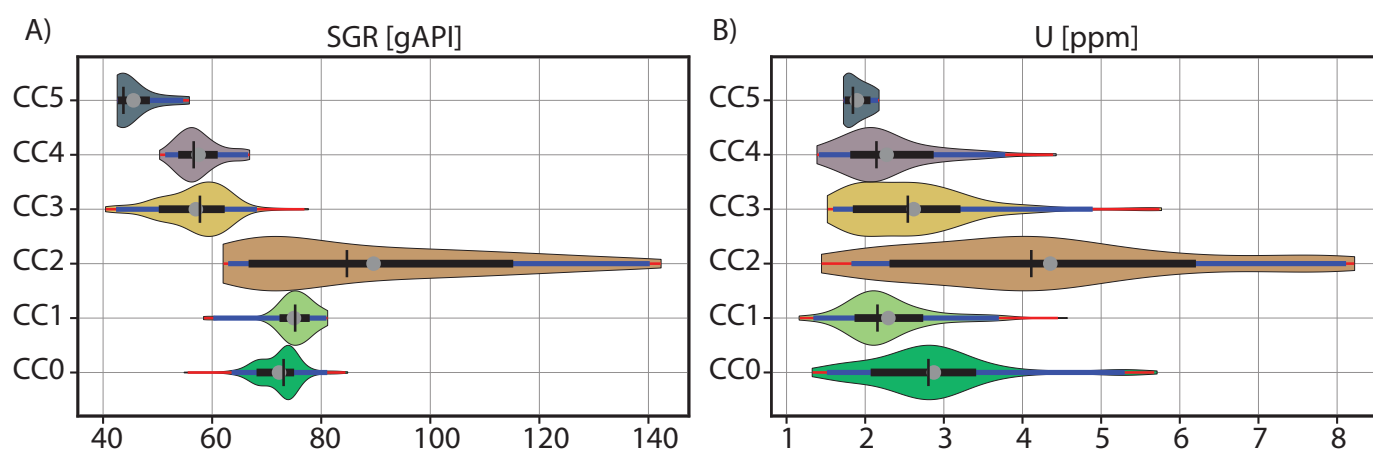 A) SGR [gAPI]
CC5
CC4
CC3
CC2
CC1
CC0
40 60 80 100 120 140
B) U [ppm]
CC5
CC4
CC3
CC2
CC1
CC0
1 2 3 4 5 6 7 8